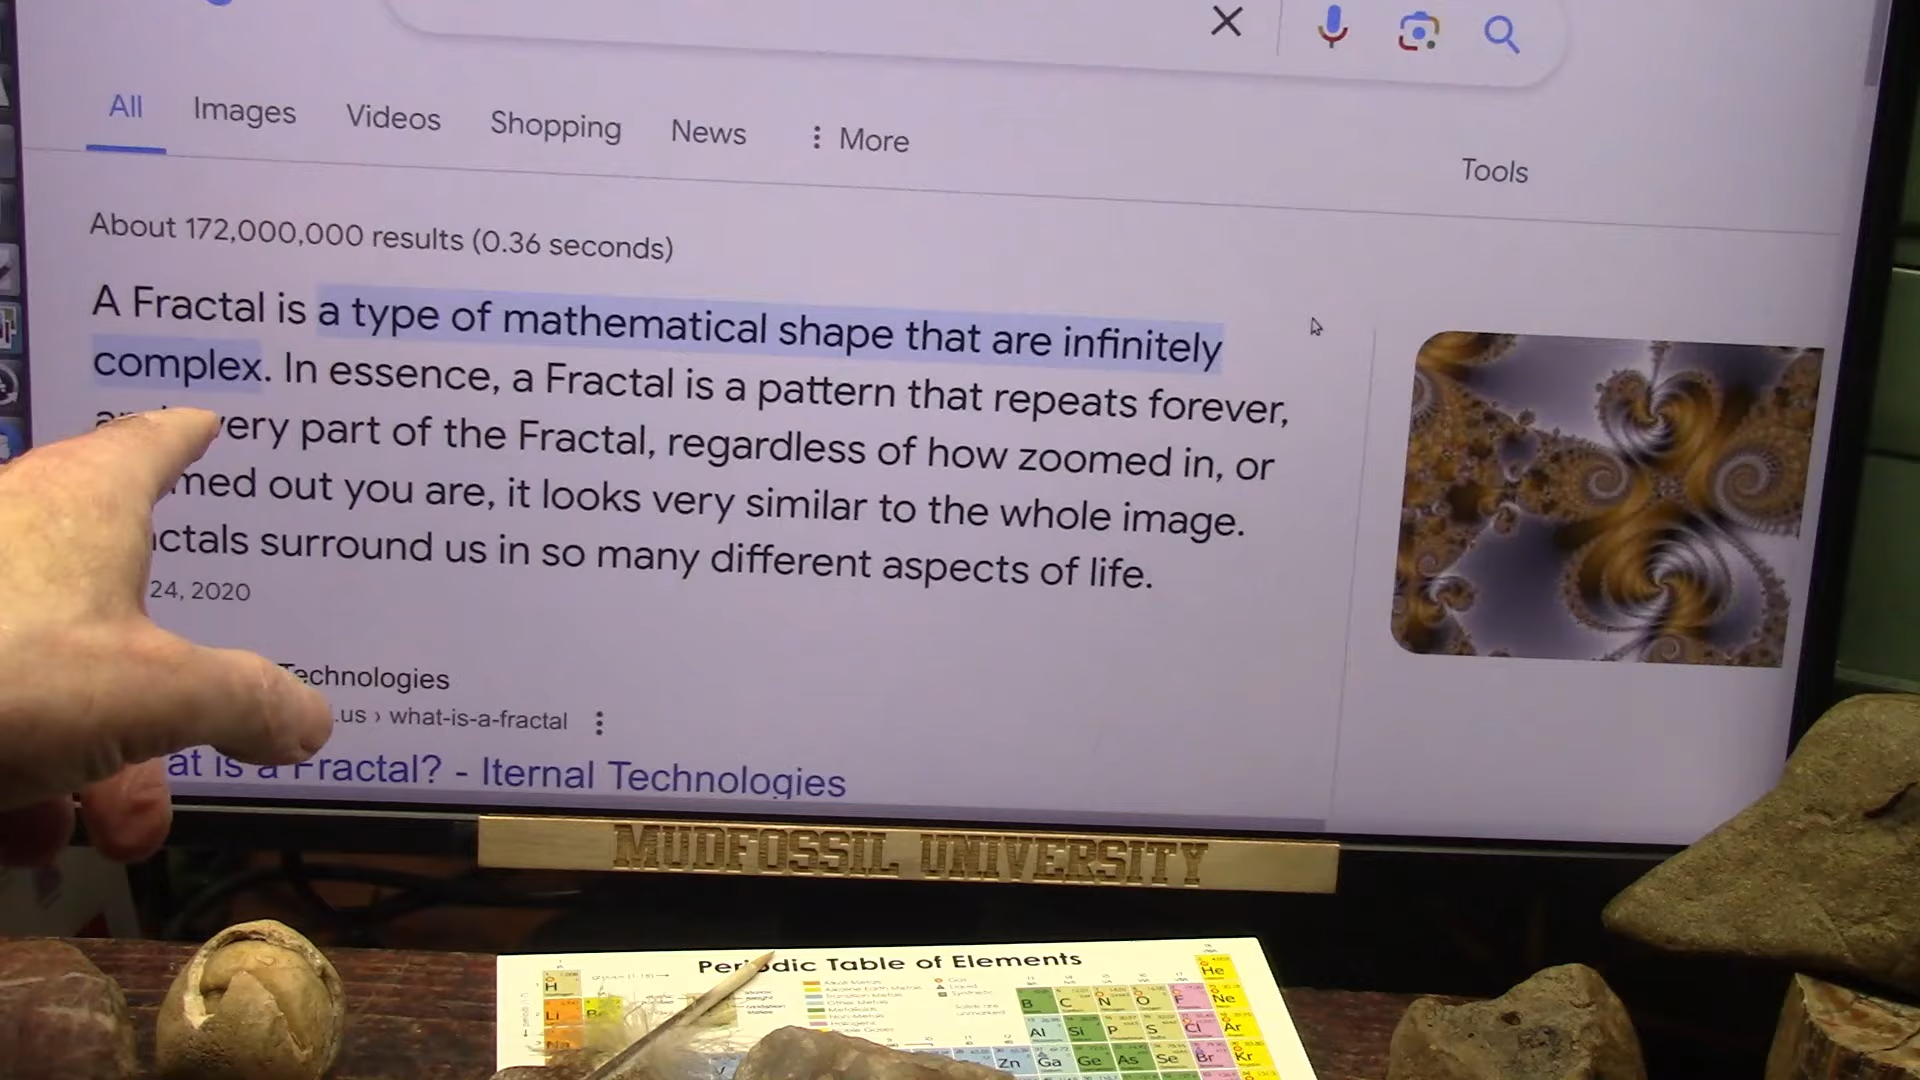 All Images Videos Shopping News More Tools
About 172,000,000 results (0.36 seconds)
A Fractal is a type of mathematical shape that are infinitely
complex. In essence, a Fractal is a pattern that repeats forever,
very part of the Fractal, regardless of how zoomed in, or
med out you are, it looks very similar to the whole image.
ctals surround us in so many different aspects of life.
24, 2020
Technologies
.us › what-is-a-fractal
at is a Fractal? - Iternal Technologies
MUDFOSSIL UNIVERSITY
Periodic Table of Elements
H He
Li B C N O F Ne
Na Al Si P S Cl Ar
Zn Ga Ge As Se Br Kr